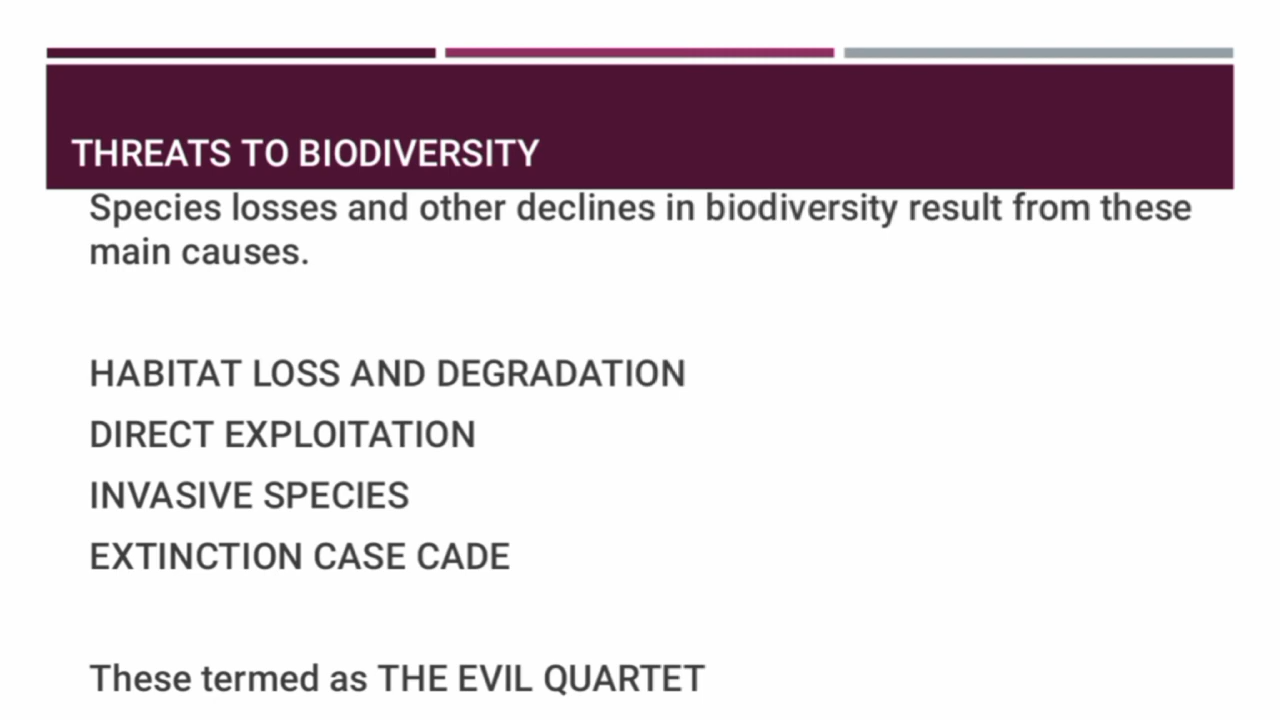 THREATS TO BIODIVERSITY
Species losses and other declines in biodiversity result from these
main causes.
HABITAT LOSS AND DEGRADATION
DIRECT EXPLOITATION
INVASIVE SPECIES
EXTINCTION CASE CADE
These termed as THE EVIL QUARTET